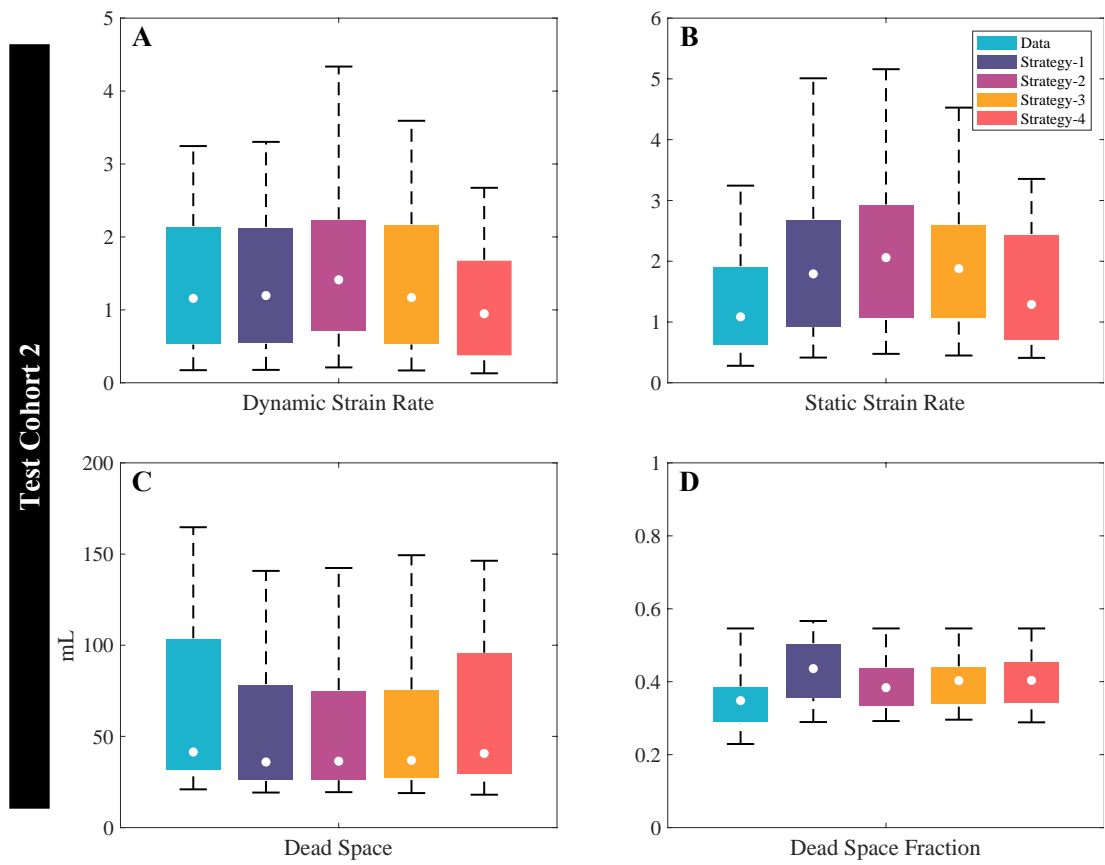 Test Cohort 2
A
5
4
3
2
1
0
Dynamic Strain Rate
B
6
5
4
3
2
1
0
Static Strain Rate
Data
Strategy-1
Strategy-2
Strategy-3
Strategy-4
C
200
150
100
50
0
mL
Dead Space
D
1
0.8
0.6
0.4
0.2
0
Dead Space Fraction